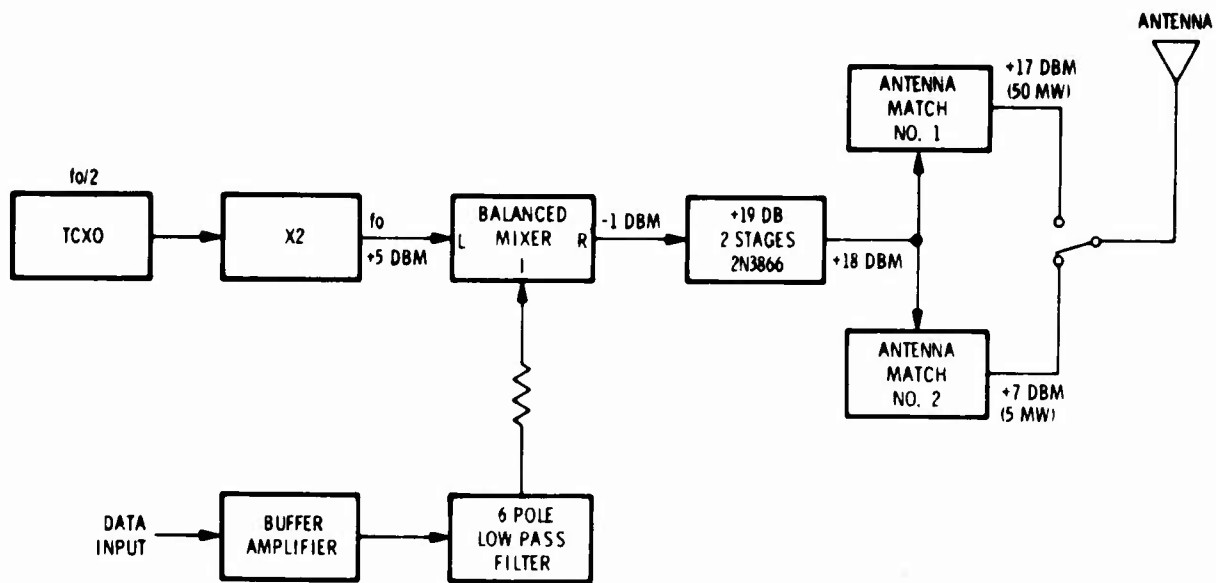 ANTENNA
+17 DBM
(50 MW)
ANTENNA
MATCH
NO. 1
fo/2
TCXO
X2
fo
+5 DBM
BALANCED
MIXER
L
R
I
-1 DBM
+19 DB
2 STAGES
2N3866
+18 DBM
ANTENNA
MATCH
NO. 2
+7 DBM
(5 MW)
DATA
INPUT
BUFFER
AMPLIFIER
6 POLE
LOW PASS
FILTER